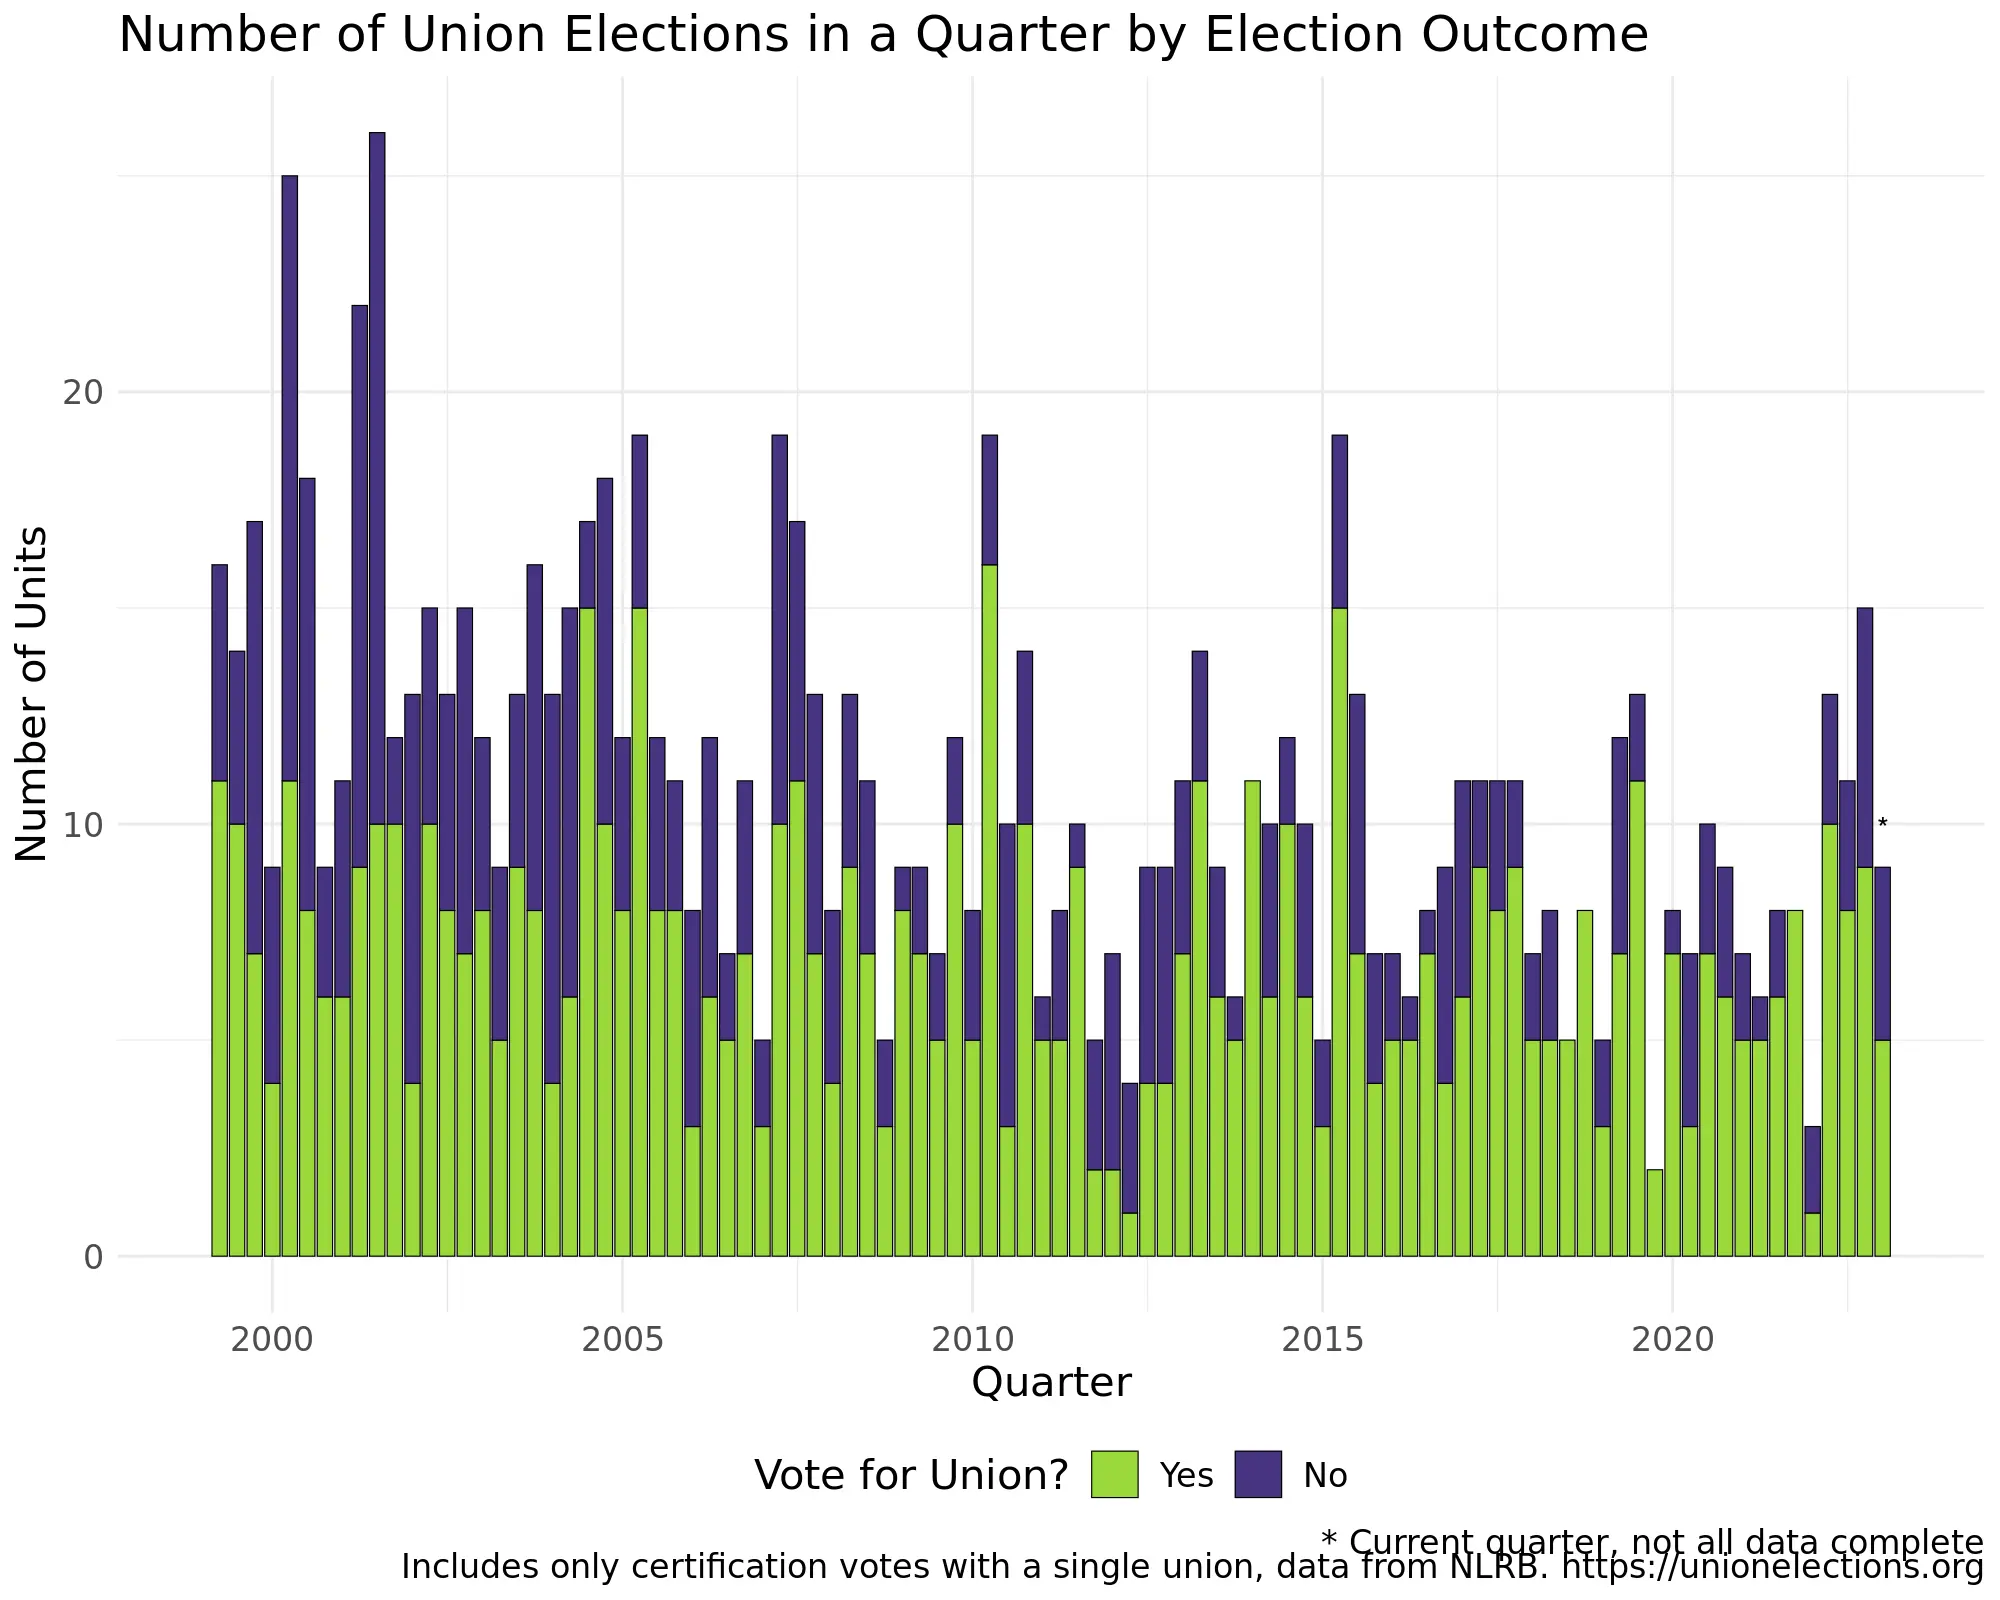 Number of Union Elections in a Quarter by Election Outcome
Number of Units
20
10
0
*
2000 2005 2010 2015 2020
Quarter
Vote for Union? Yes No
* Current quarter, not all data complete
Includes only certification votes with a single union, data from NLRB. https://unionelections.org